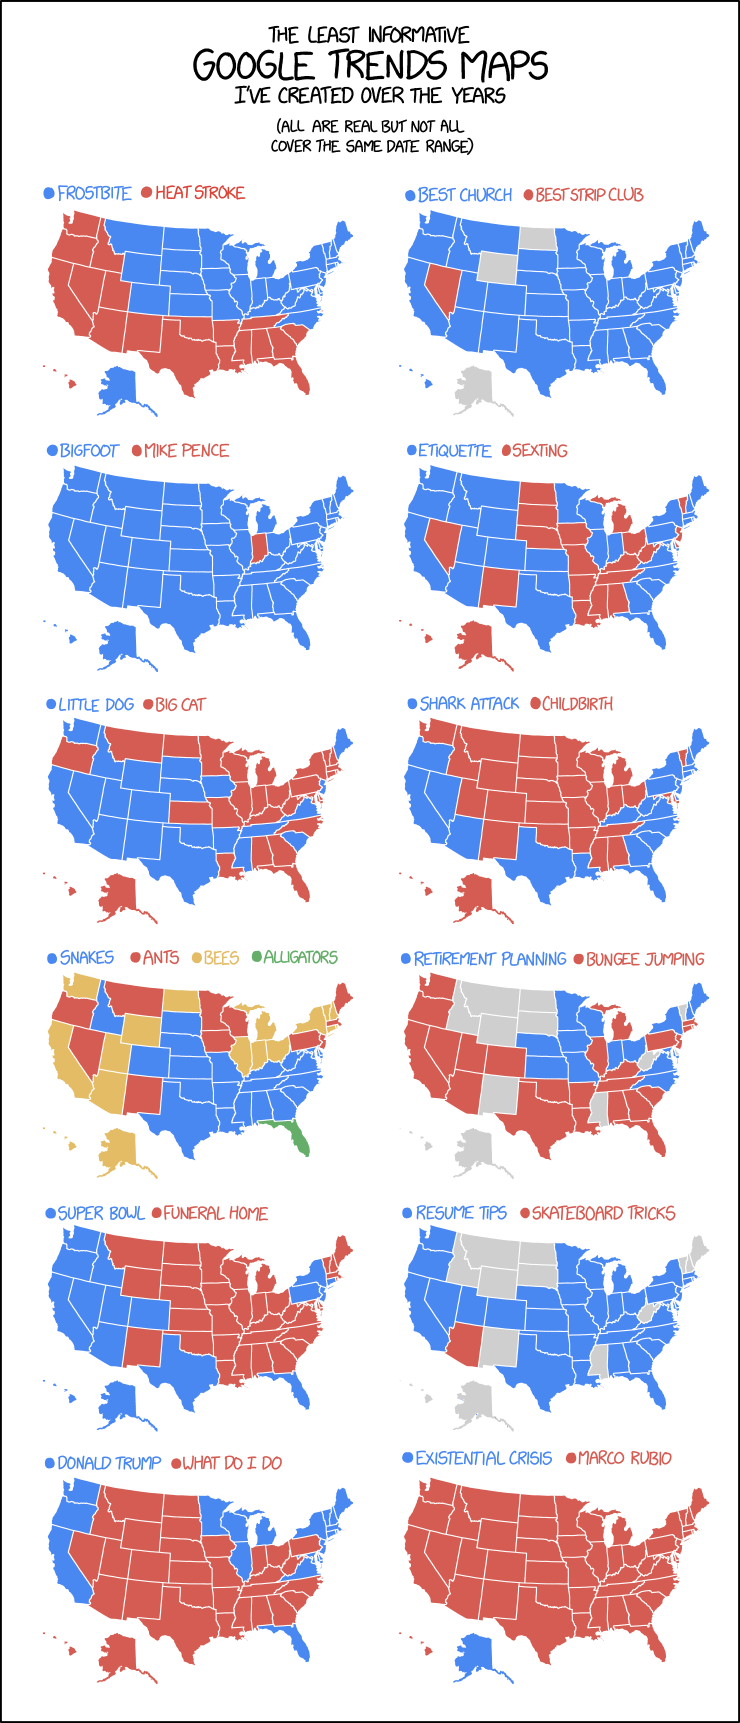 THE LEAST INFORMATIVE
GOOGLE TRENDS MAPS
I'VE CREATED OVER THE YEARS
(ALL ARE REAL BUT NOT ALL
COVER THE SAME DATE RANGE)
FROSTBITE HEAT STROKE
BEST CHURCH BEST STRIP CLUB
BIGFOOT MIKE PENCE
ETIQUETTE SEXTING
LITTLE DOG BIG CAT
SHARK ATTACK CHILDBIRTH
SNAKES ANTS BEES ALLIGATORS
RETIREMENT PLANNING BUNGEE JUMPING
SUPER BOWL FUNERAL HOME
RESUME TIPS SKATEBOARD TRICKS
DONALD TRUMP WHAT DO I DO
EXISTENTIAL CRISIS MARCO RUBIO